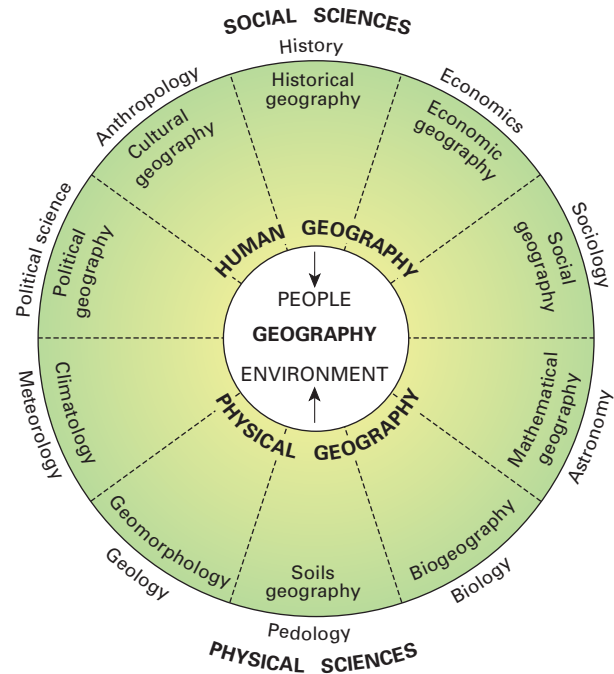 SOCIAL SCIENCES
History
Anthropology
Economics
Political science
Sociology
Historical
geography
Cultural
geography
Economic
geography
Political
geography
Social
geography
HUMAN GEOGRAPHY
PEOPLE
GEOGRAPHY
ENVIRONMENT
PHYSICAL GEOGRAPHY
Climatology
Mathematical
geography
Geomorphology
Soils
geography
Biogeography
Meteorology
Astronomy
Geology
Biology
Pedology
PHYSICAL SCIENCES